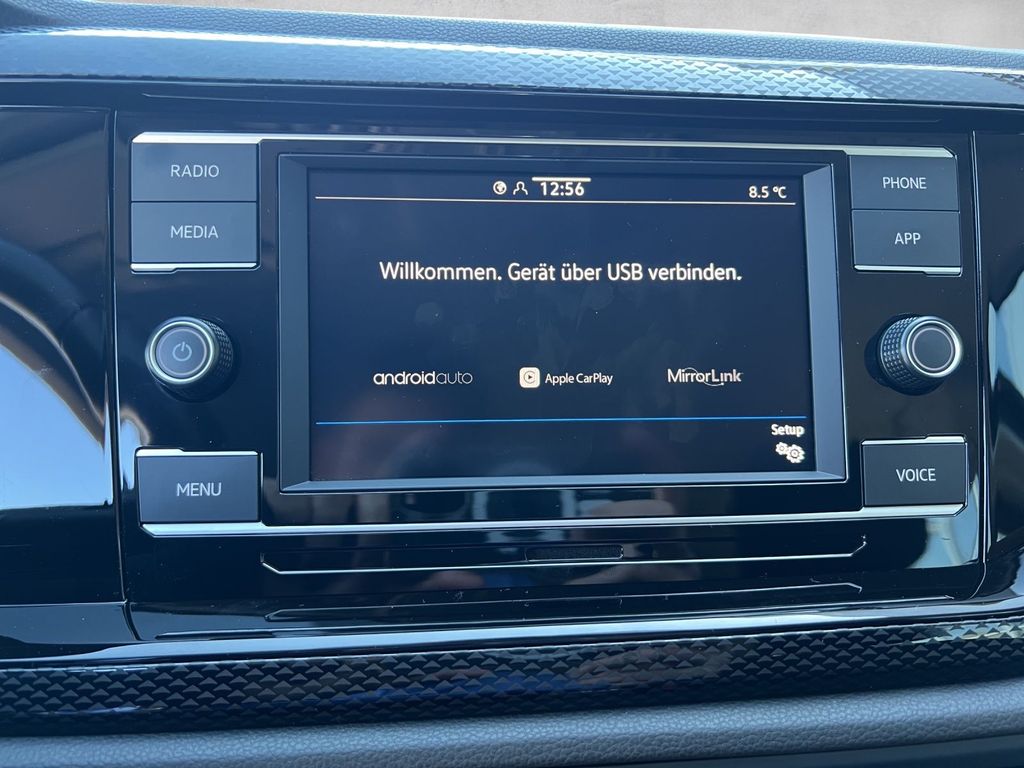 RADIO
MEDIA
MENU
12:56
8.5 °C
Willkommen. Gerät über USB verbinden.
androidauto
Apple CarPlay
MirrorLink
Setup
PHONE
APP
VOICE